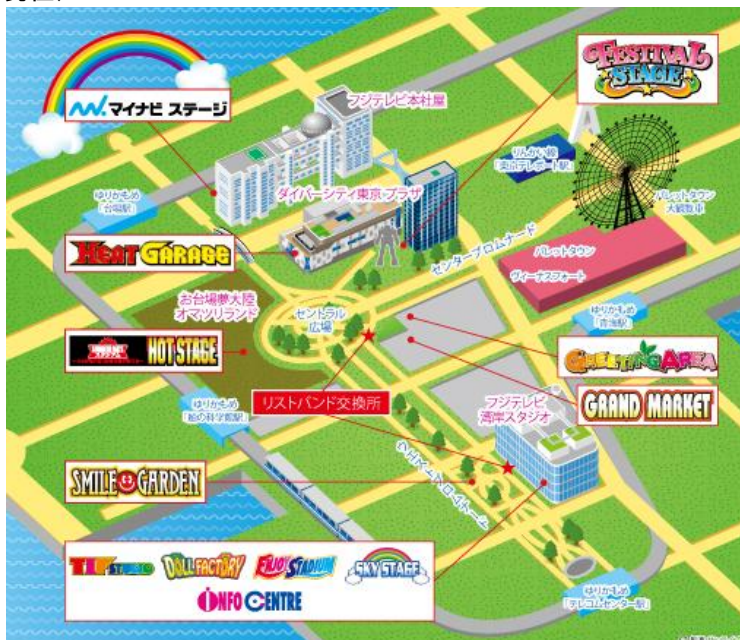 FESTIVAL
STAGE
マイナビ ステージ
フジテレビ本社屋
りんかい線
「東京テレポート駅」
ゆりかもめ
「台場駅」
ダイバーシティ東京 プラザ
パレットタウン
大観覧車
HEAT GARAGE
センタープロムナード
パレットタウン
ヴィーナスフォート
お台場夢大陸
オマツリランド
セントラル
広場
ゆりかもめ
「青海駅」
HOT STAGE
GREETING AREA
リストバンド交換所
フジテレビ
湾岸スタジオ
GRAND MARKET
ゆりかもめ
「船の科学館駅」
SMILE GARDEN
TIF STUDIO
DOLL FACTORY
ENJOY STADIUM
SKY STAGE
INFO CENTRE
ゆりかもめ
「テレコムセンター駅」